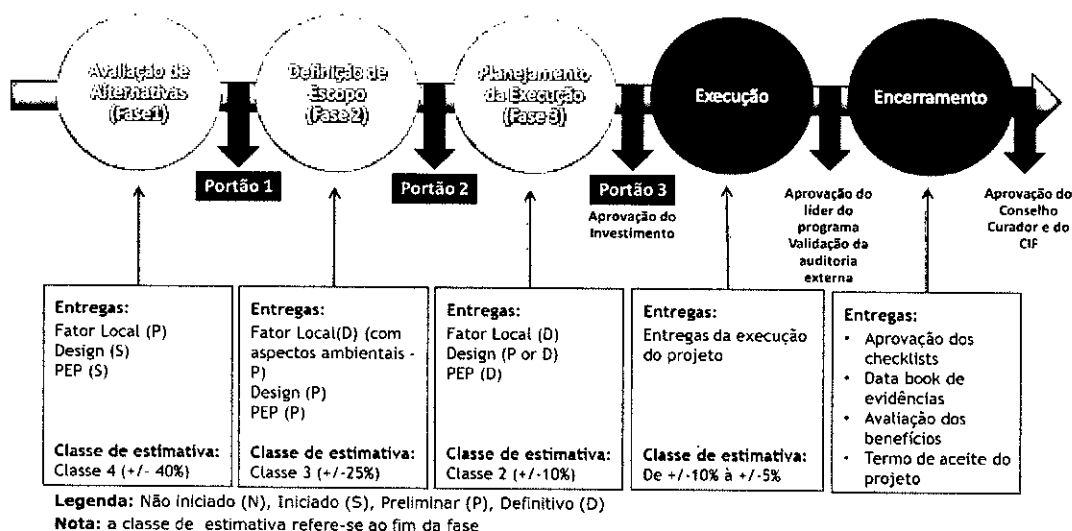 Avaliação de
Alternativas
(Fase1)
Definição de
Escopo
(Fase 2)
Planejamento
da Execução
(Fase 3)
Execução
Encerramento
Portão 1
Portão 2
Portão 3
Aprovação do
Investimento
Aprovação do
líder do
programa
Validação da
auditoria
externa
Aprovação do
Conselho
Curador e do
CIF
Entregas:
Fator Local (P)
Design (S)
PEP (S)
Classe de estimativa:
Classe 4 (+/- 40%)
Entregas:
Fator Local(D) (com
aspectos ambientais -
P)
Design (P)
PEP (P)
Classe de estimativa:
Classe 3 (+/-25%)
Entregas:
Fator Local (D)
Design (P or D)
PEP (D)
Classe de estimativa:
Classe 2 (+/-10%)
Entregas:
Entregas da execução
do projeto
Classe de estimativa:
De +/-10% à +/-5%
Entregas:
• Aprovação dos
checklists
• Data book de
evidências
• Avaliação dos
benefícios
• Termo de aceite do
projeto
Legenda: Não iniciado (N), Iniciado (S), Preliminar (P), Definitivo (D)
Nota: a classe de estimativa refere-se ao fim da fase